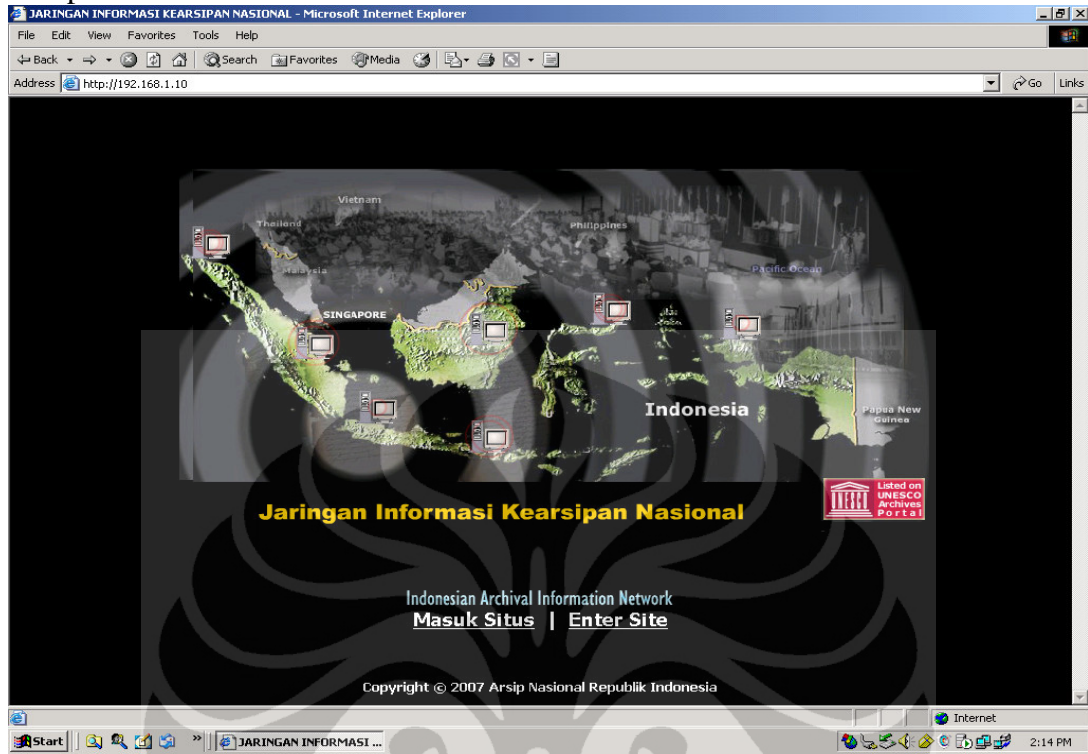 JARINGAN INFORMASI KEARSIPAN NASIONAL - Microsoft Internet Explorer
File Edit View Favorites Tools Help
Back Search Favorites Media
Address http://192.168.1.10 Go Links
Vietnam
Thailand
Philippines
Malaysia
Pacific Ocean
SINGAPORE
Indonesia
Papua New
Guinea
Listed on
UNESCO
Archives
Portal
UNESCO
Jaringan Informasi Kearsipan Nasional
Indonesian Archival Information Network
Masuk Situs | Enter Site
Copyright © 2007 Arsip Nasional Republik Indonesia
Internet
Start » JARINGAN INFORMASI ... 2:14 PM